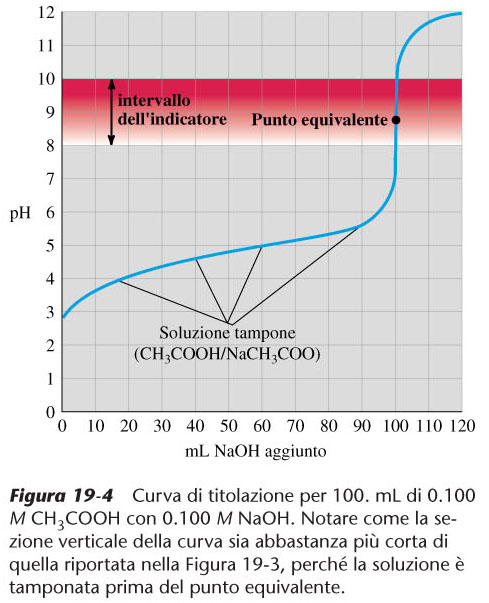 12
11
10
9
8
7
pH 6
5
4
3
2
1
0
intervallo
dell'indicatore
Punto equivalente
Soluzione tampone
(CH₃COOH/NaCH₃COO)
0 10 20 30 40 50 60 70 80 90 100 110 120
mL NaOH aggiunto
Figura 19-4 Curva di titolazione per 100. mL di 0.100
M CH₃COOH con 0.100 M NaOH. Notare come la se-
zione verticale della curva sia abbastanza più corta di
quella riportata nella Figura 19-3, perché la soluzione è
tamponata prima del punto equivalente.